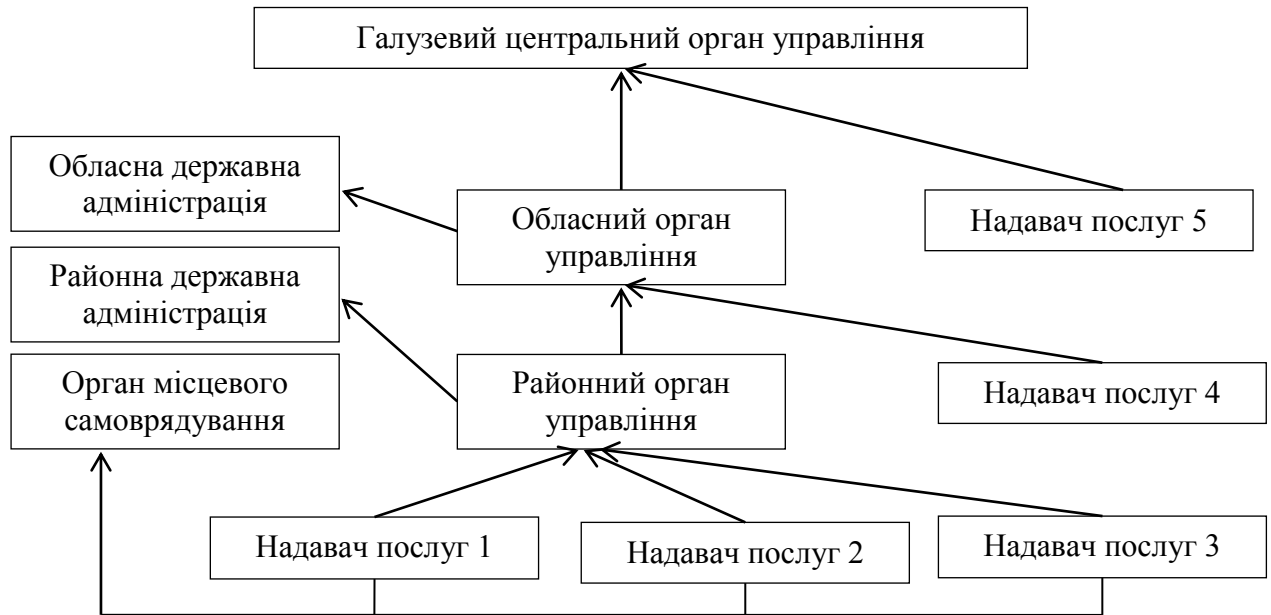 Галузевий центральний орган управління
Обласна державна
адміністрація
Обласний орган
управління
Надавач послуг 5
Районна державна
адміністрація
Орган місцевого
самоврядування
Районний орган
управління
Надавач послуг 4
Надавач послуг 1
Надавач послуг 2
Надавач послуг 3